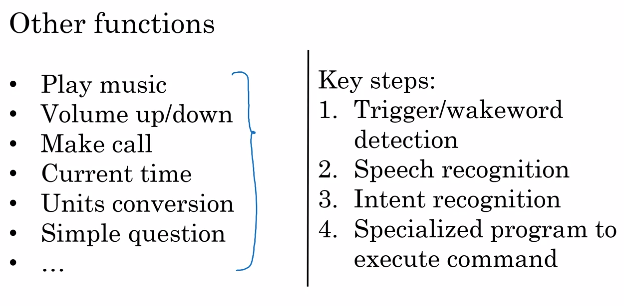 Other functions
• Play music
• Volume up/down
• Make call
• Current time
• Units conversion
• Simple question
• ...
Key steps:
1. Trigger/wakeword
detection
2. Speech recognition
3. Intent recognition
4. Specialized program to
execute command